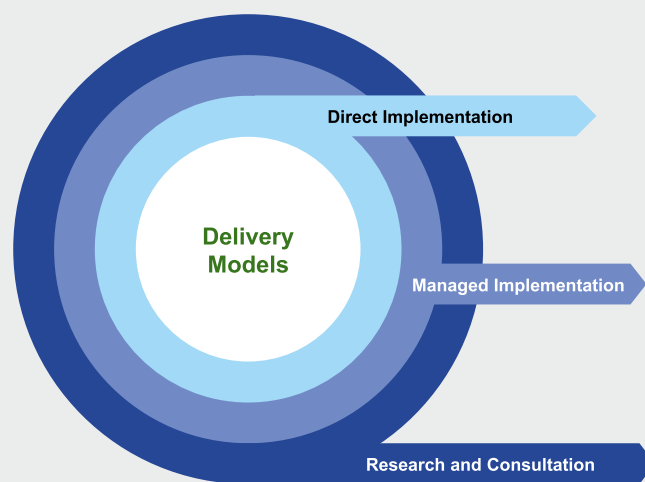 Direct Implementation
Delivery
Models
Managed Implementation
Research and Consultation